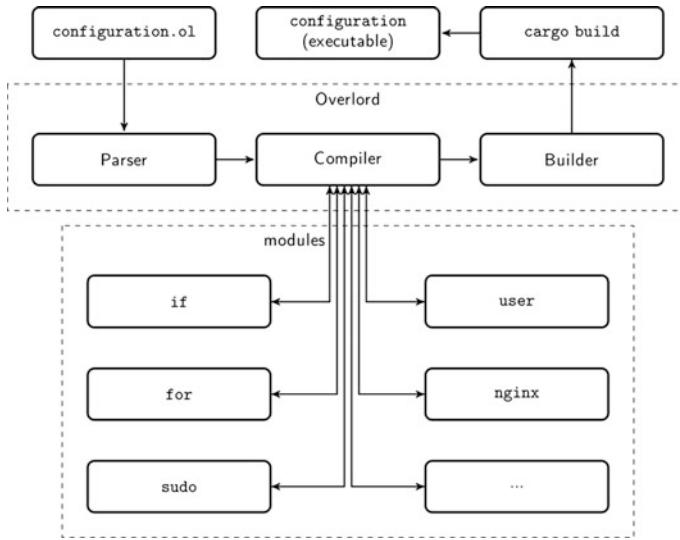 configuration.ol
configuration
(executable)
cargo build
Overlord
Parser
Compiler
Builder
modules
if
user
for
nginx
sudo
...